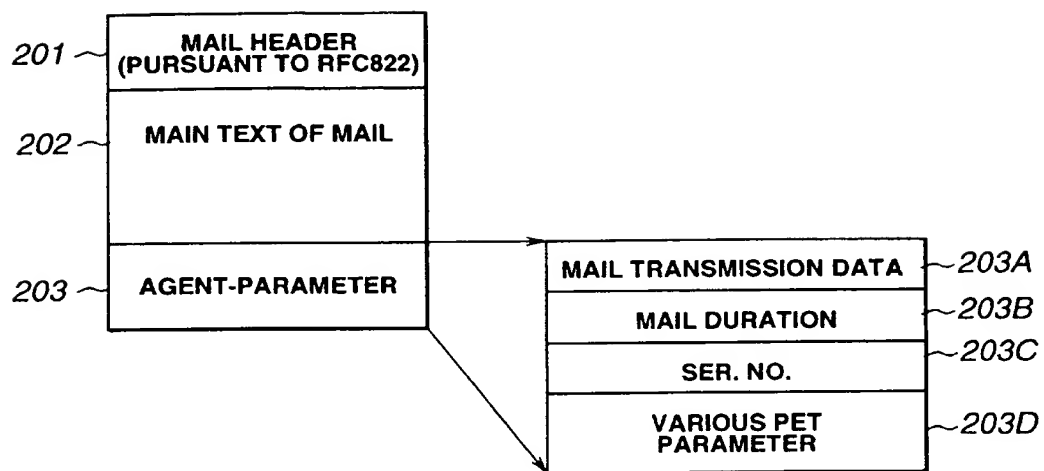 201
MAIL HEADER
(PURSUANT TO RFC822)
202
MAIN TEXT OF MAIL
203
AGENT-PARAMETER
MAIL TRANSMISSION DATA
203A
MAIL DURATION
203B
SER. NO.
203C
VARIOUS PET
PARAMETER
203D